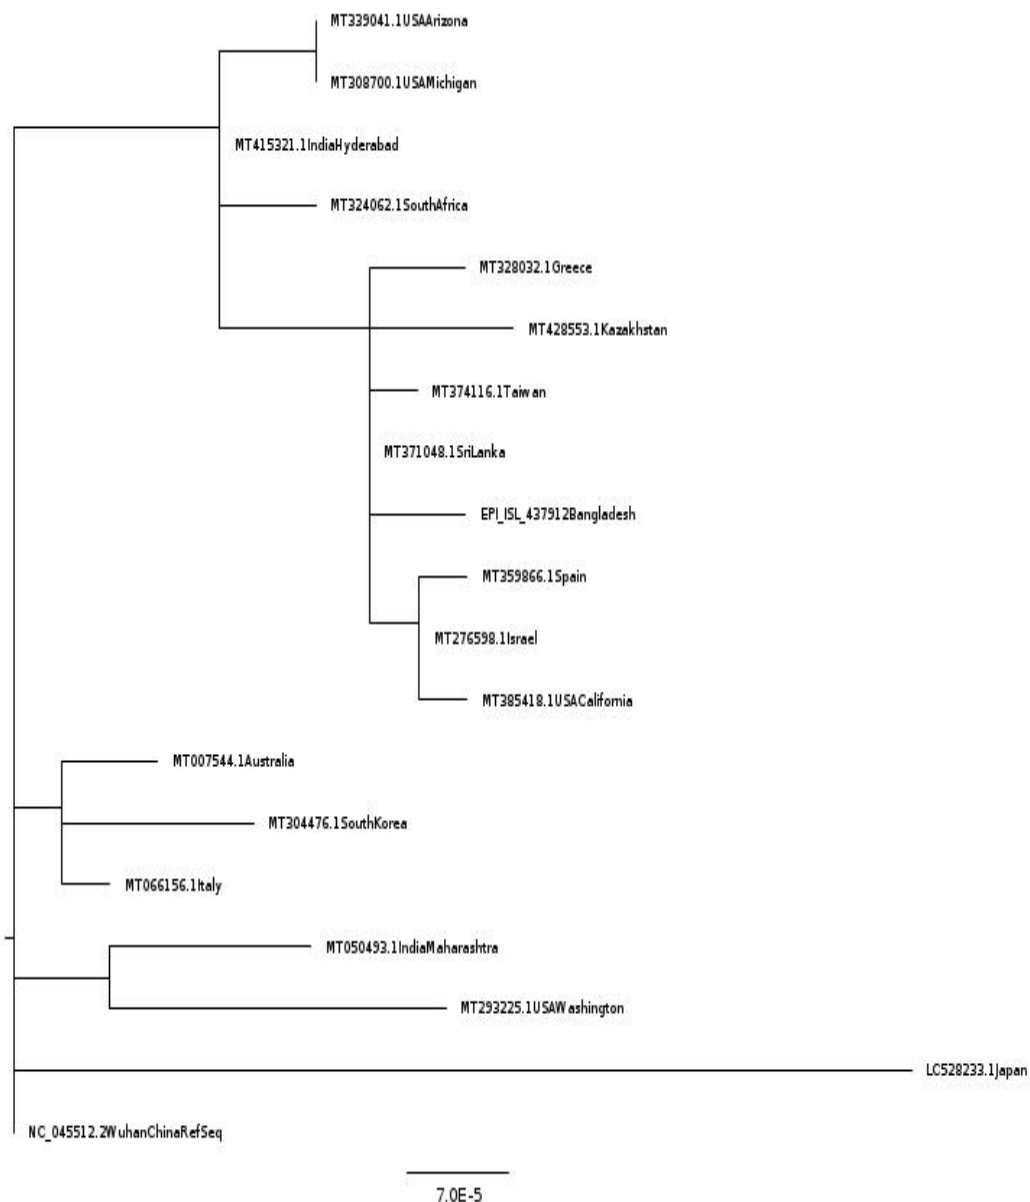 MT339041.1USAArizona
MT308700.1USAMichigan
MT415321.1IndiaHyderabad
MT324062.1SouthAfrica
MT328032.1Greece
MT428553.1Kazakhstan
MT374116.1Taiwan
MT371048.1SriLanka
EPI_ISL_437912Bangladesh
MT359866.1Spain
MT276598.1Israel
MT385418.1USACalifornia
MT007544.1Australia
MT304476.1SouthKorea
MT066156.1Italy
MT050493.1IndiaMaharashtra
MT293225.1USAWashington
LC528233.1Japan
NC_045512.2WuhanChinaRefSeq
7.0E-5